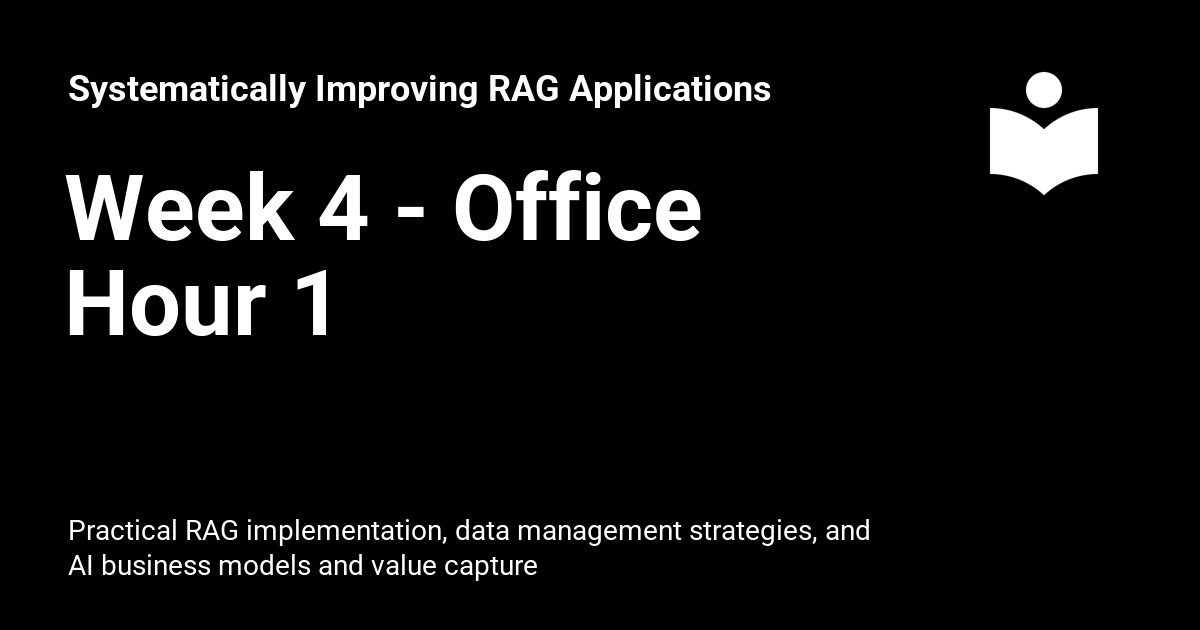 Systematically Improving RAG Applications
Week 4 - Office
Hour 1
Practical RAG implementation, data management strategies, and
AI business models and value capture